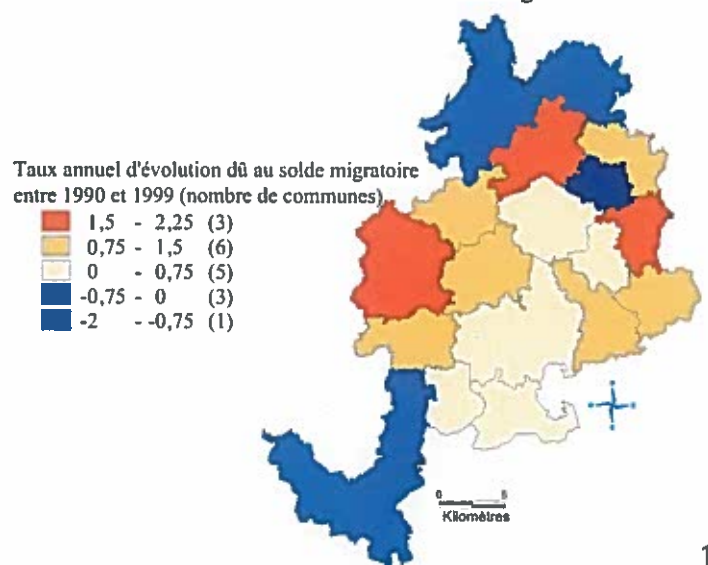 Taux annuel d'évolution dû au solde migratoire
entre 1990 et 1999 (nombre de communes)
1,5 - 2,25 (3)
0,75 - 1,5 (6)
0 - 0,75 (5)
-0,75 - 0 (3)
-2 - -0,75 (1)
0 5
Kilomètres
1